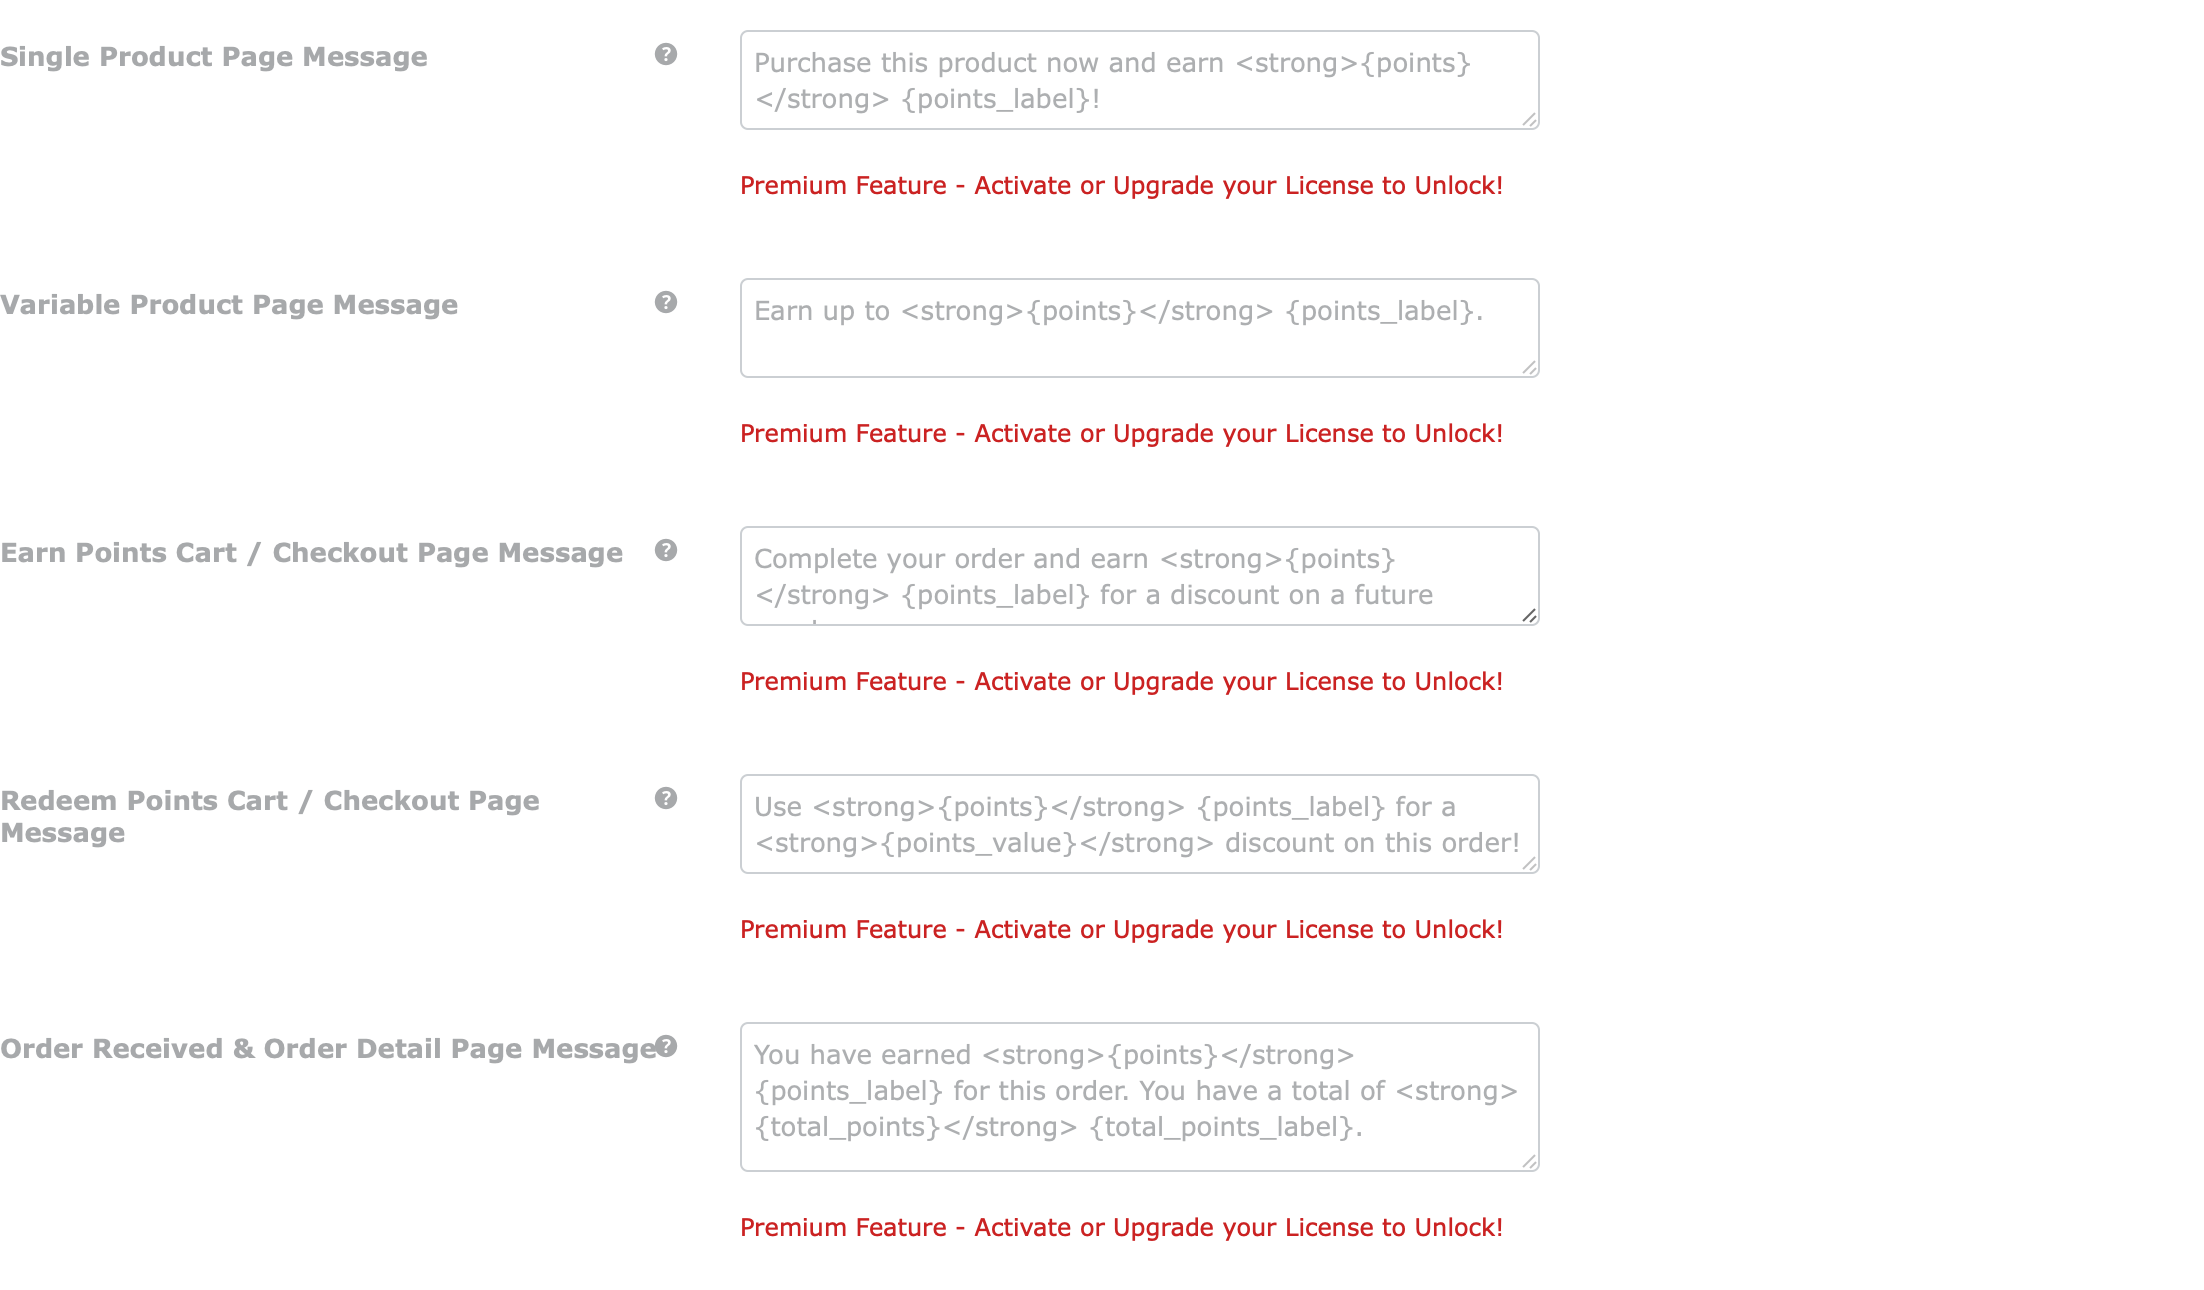 Single Product Page Message
Purchase this product now and earn <strong>{points}
</strong> {points_label}!
Premium Feature - Activate or Upgrade your License to Unlock!
Variable Product Page Message
Earn up to <strong>{points}</strong> {points_label}.
Premium Feature - Activate or Upgrade your License to Unlock!
Earn Points Cart / Checkout Page Message
Complete your order and earn <strong>{points}
</strong> {points_label} for a discount on a future
Premium Feature - Activate or Upgrade your License to Unlock!
Redeem Points Cart / Checkout Page
Message
Use <strong>{points}</strong> {points_label} for a
<strong>{points_value}</strong> discount on this order!
Premium Feature - Activate or Upgrade your License to Unlock!
Order Received & Order Detail Page Message
You have earned <strong>{points}</strong>
{points_label} for this order. You have a total of <strong>
{total_points}</strong> {total_points_label}.
Premium Feature - Activate or Upgrade your License to Unlock!